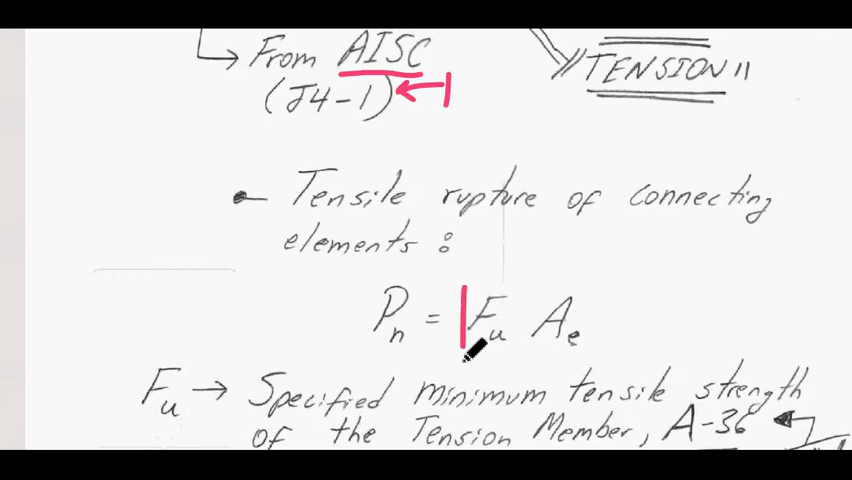 From AISC
(J4-1)
TENSION 11
Tensile rupture of connecting
elements :
Pn = Fu Ae
Fu → Specified minimum tensile strength
of the Tension Member, A-36